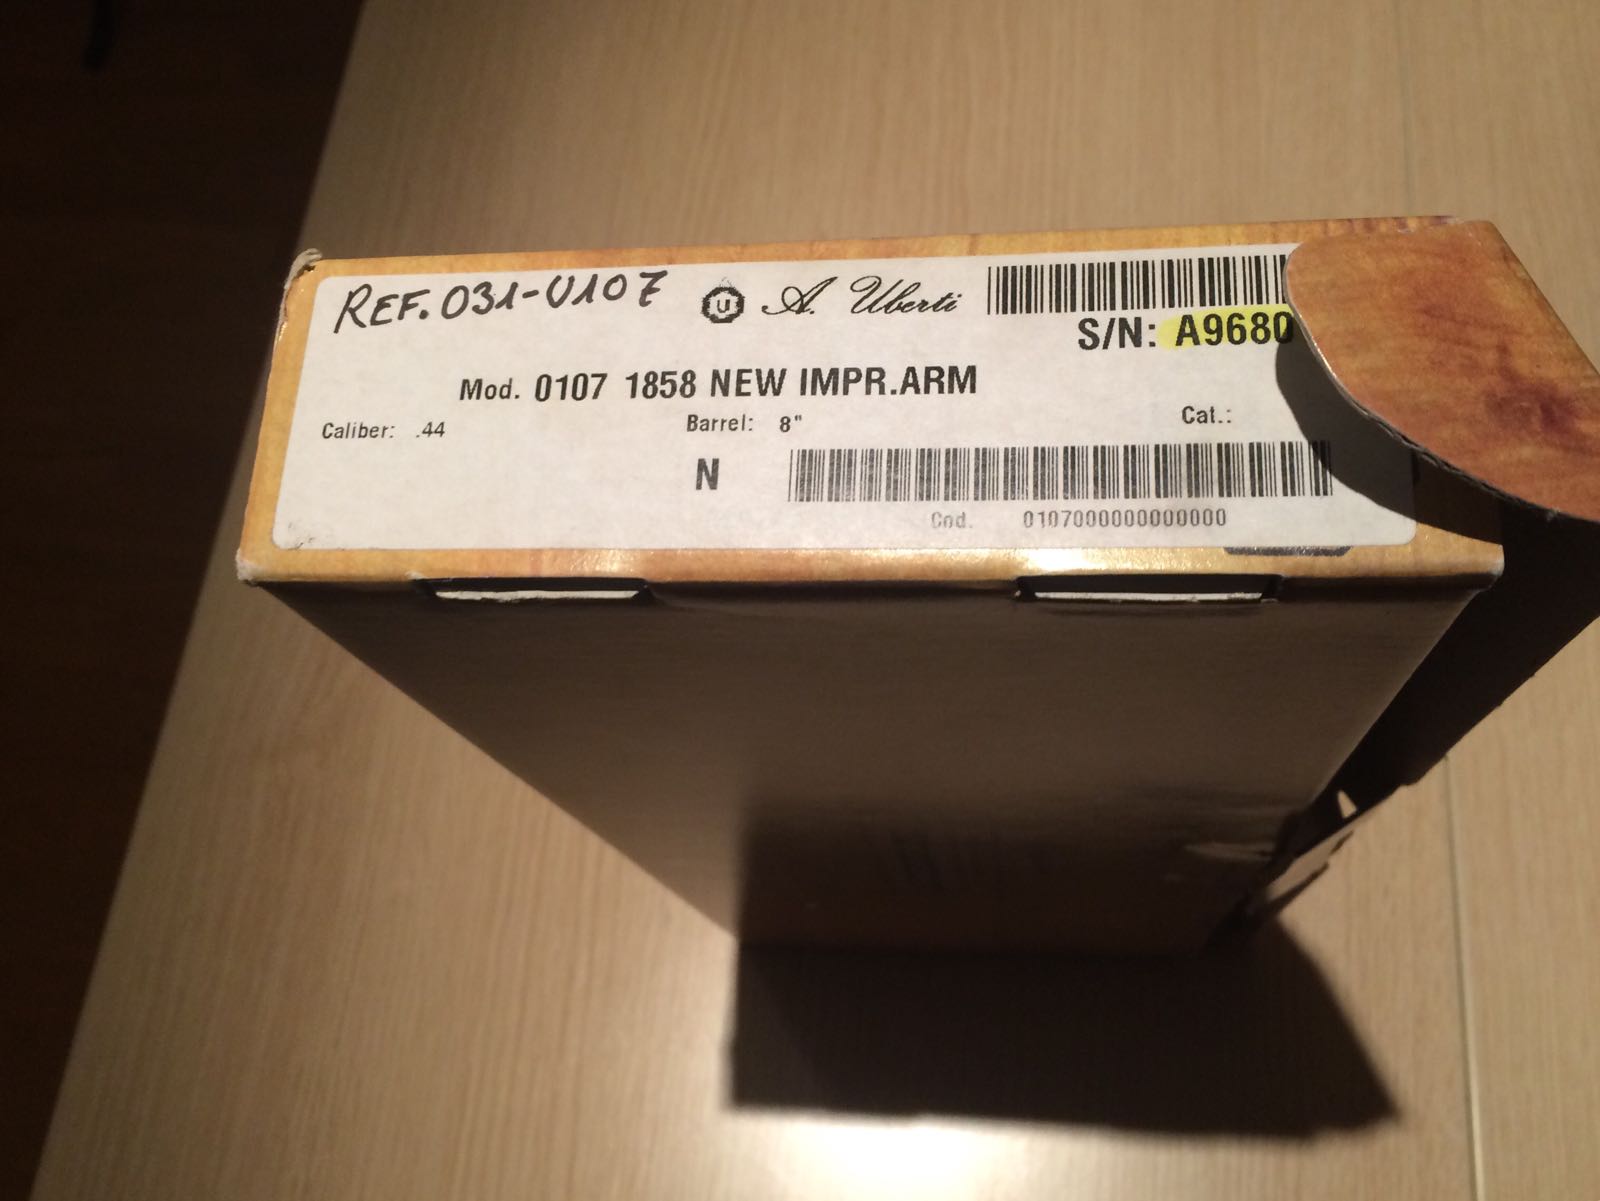 REF. 031-U107
U A. Uberti
S/N: A9680
Mod. 0107 1858 NEW IMPR.ARM
Caliber: .44 Barrel: 8" Cat.:
N
Cod. 0107000000000000